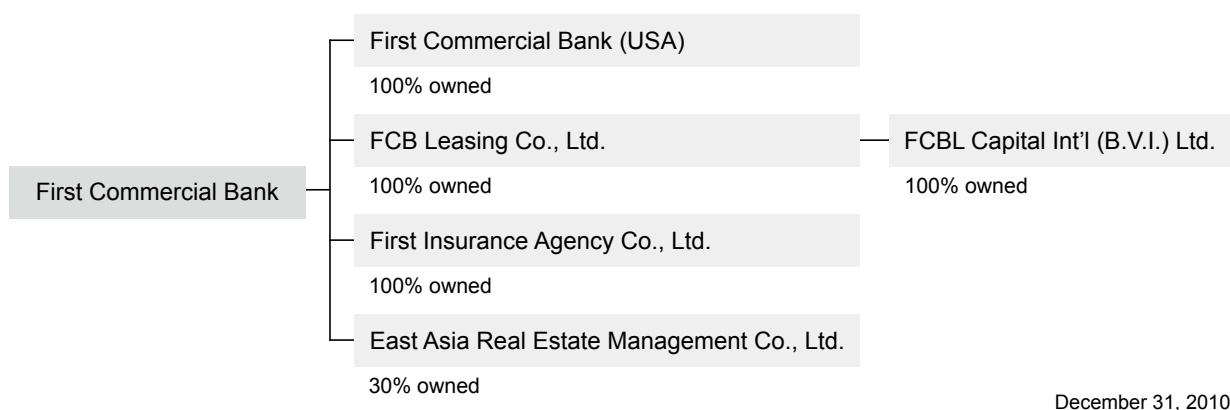 First Commercial Bank
First Commercial Bank (USA)
100% owned
FCB Leasing Co., Ltd.
100% owned
FCBL Capital Int’l (B.V.I.) Ltd.
100% owned
First Insurance Agency Co., Ltd.
100% owned
East Asia Real Estate Management Co., Ltd.
30% owned
December 31, 2010